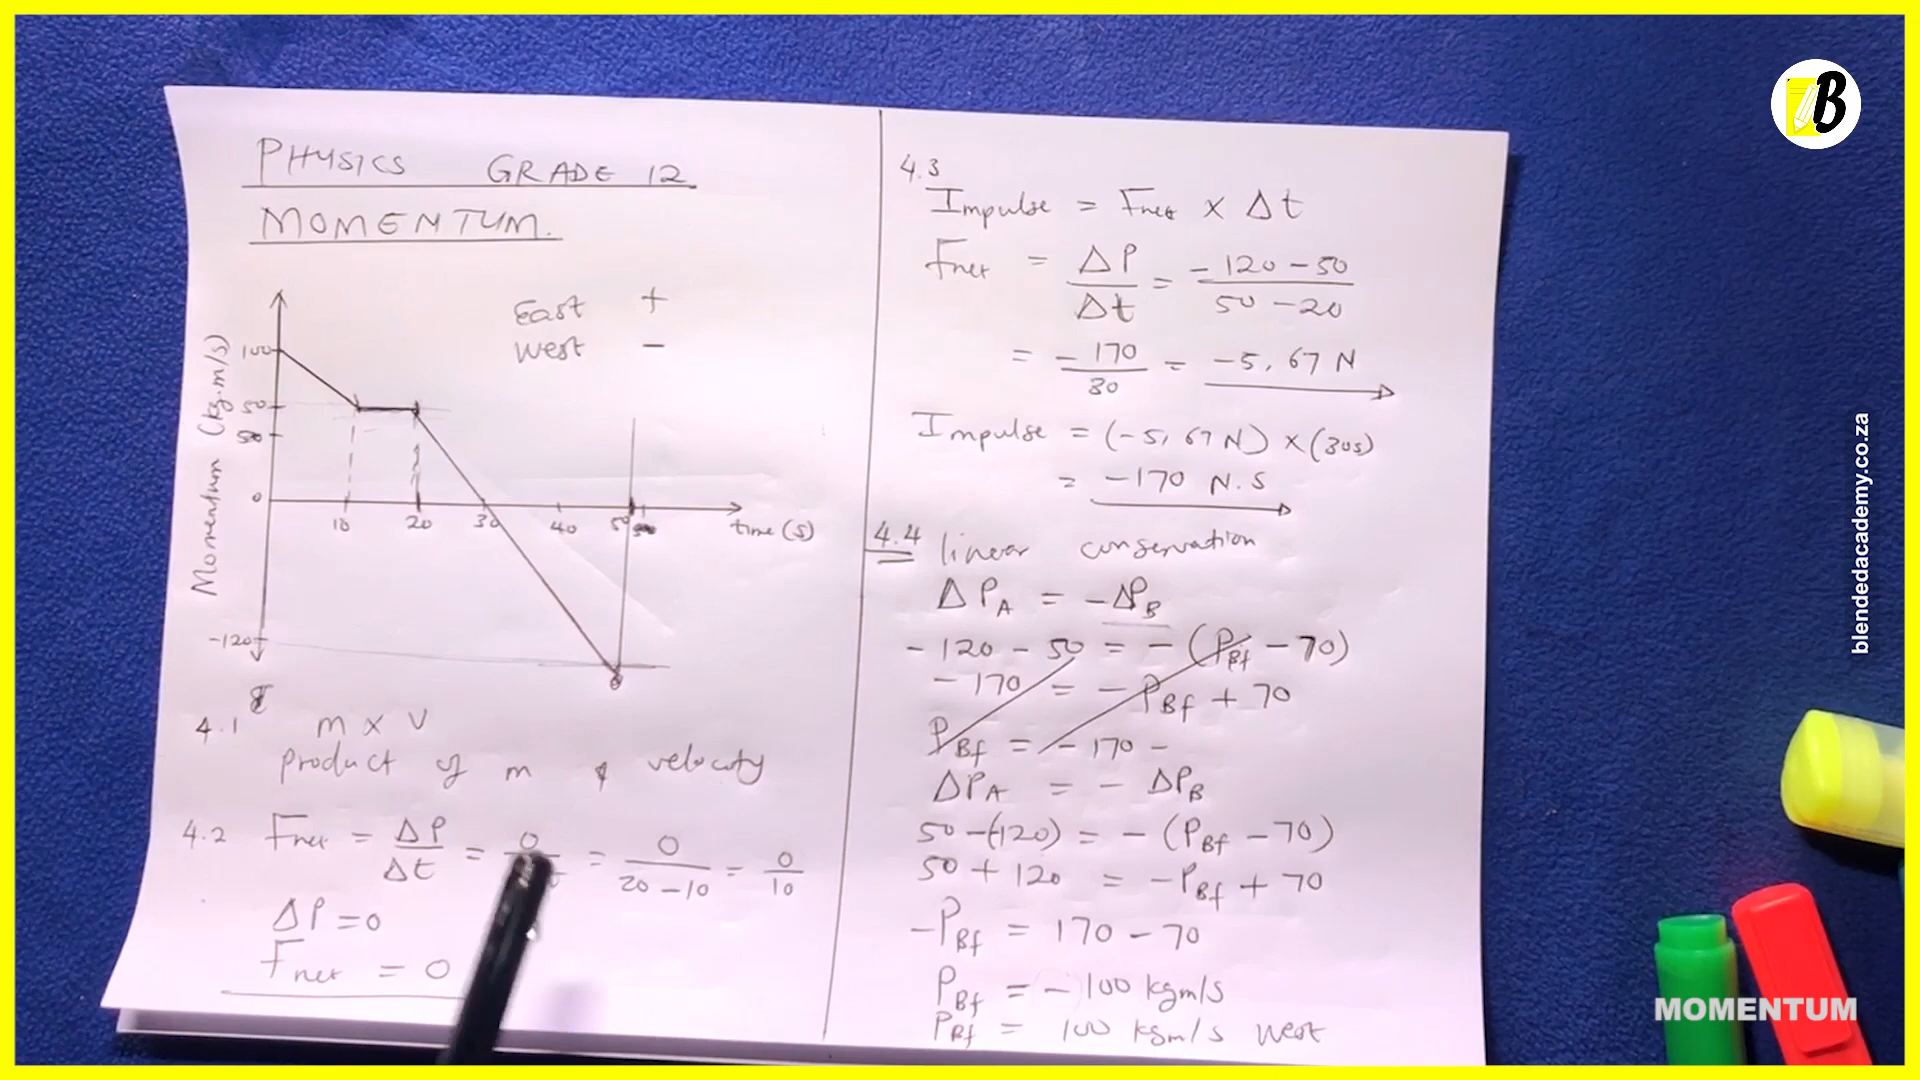 PHYSICS GRADE 12.
MOMENTUM.
East +
West −
Momentum (kg.m/s)
100
50
0
-120
10 20 30 40 50
time (s)
4.1 m x v
product of m & velocity
4.2 Fnet = ΔP/Δt = 0/ = 0/20-10 = 0/10
ΔP = 0
Fnet = 0
4.3
Impulse = Fnet x Δt
Fnet = ΔP/Δt = -120-50/50-20
= -170/30 = -5,67 N
Impulse = (-5,67N) x (30s)
= -170 N.S
4.4 linear conservation
ΔPA = -ΔPB
-120 - 50 = -(PBf - 70)
-170 = -PBf + 70
PBf = -170 -
ΔPA = - ΔPB
50-(-120) = -(PBf - 70)
50 + 120 = -PBf + 70
-PBf = 170 - 70
PBf = -100 kgm/s
PBf = 100 kgm/s west
B
blendedacademy.co.za
MOMENTUM